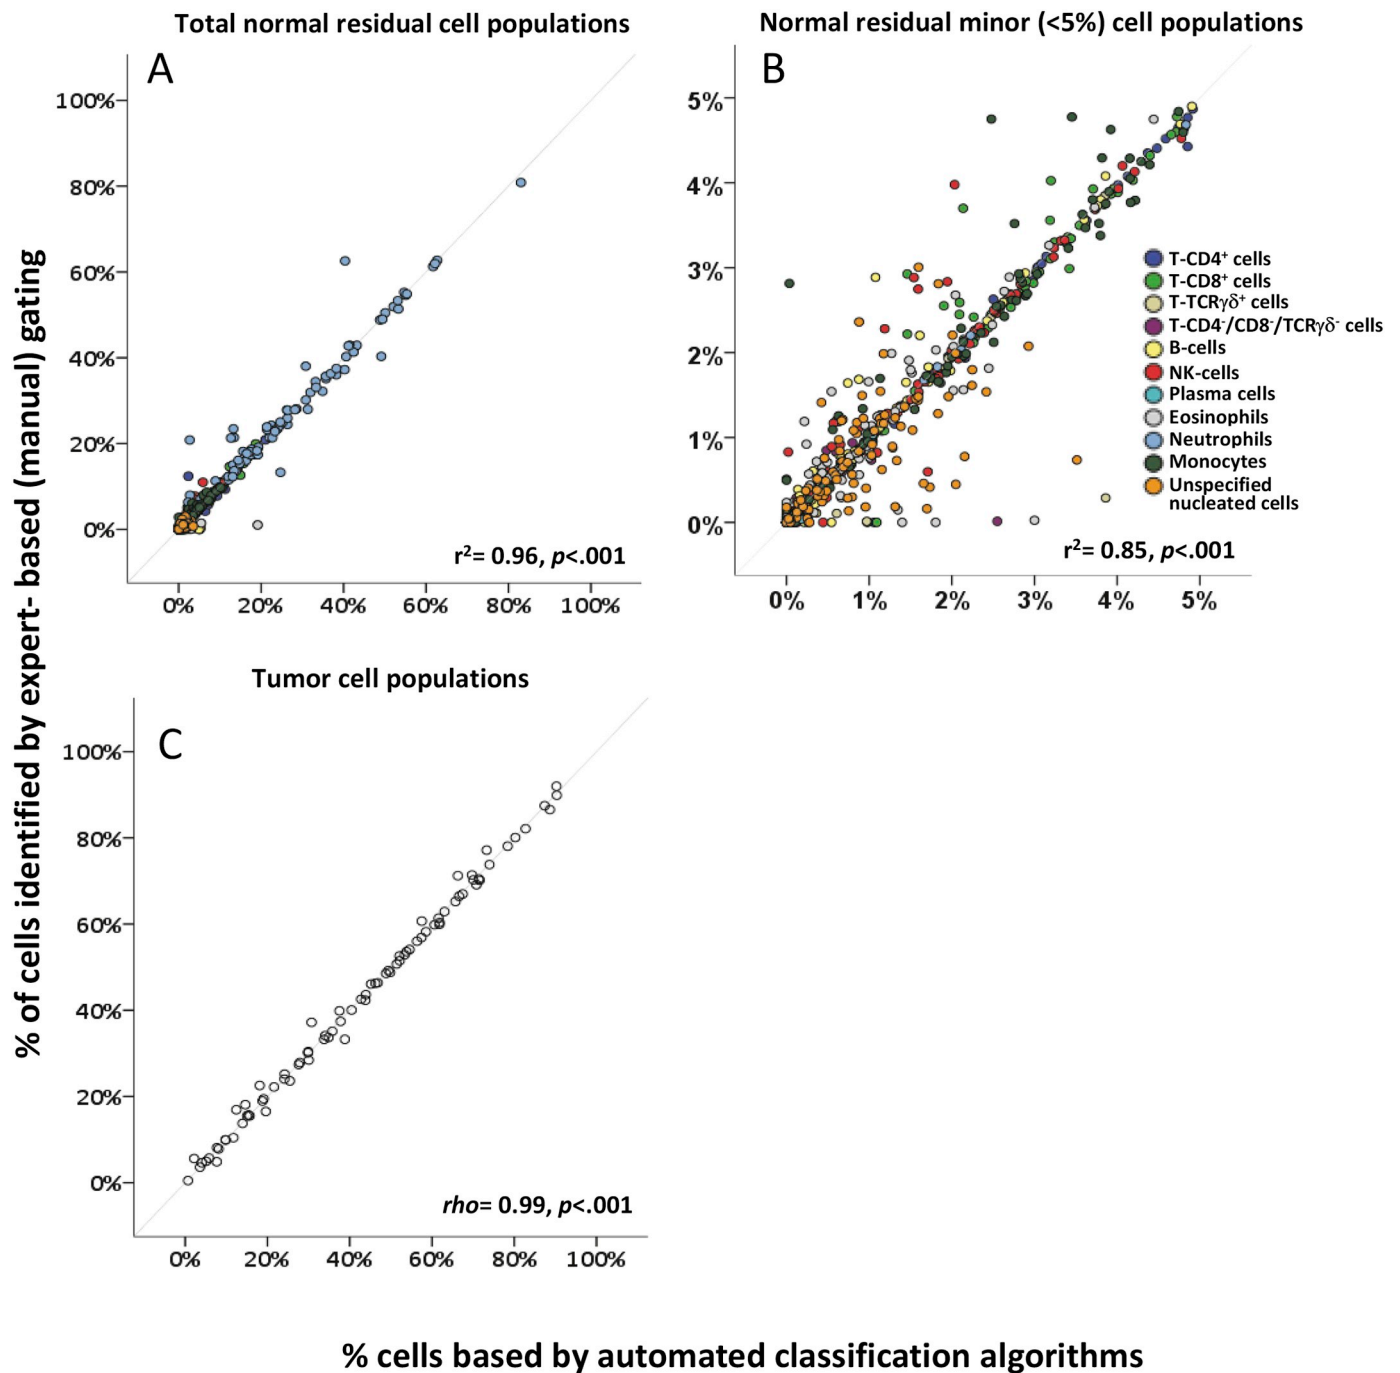 Total normal residual cell populations
A
100%
80%
60%
40%
20%
0%
r²= 0.96, p<.001
0% 20% 40% 60% 80% 100%
Normal residual minor (<5%) cell populations
B
5%
4%
3%
2%
1%
0%
T-CD4⁺ cells
T-CD8⁺ cells
T-TCRγδ⁺ cells
T-CD4⁻/CD8⁻/TCRγδ⁻ cells
B-cells
NK-cells
Plasma cells
Eosinophils
Neutrophils
Monocytes
Unspecified
nucleated cells
r²= 0.85, p<.001
0% 1% 2% 3% 4% 5%
% of cells identified by expert- based (manual) gating
Tumor cell populations
C
100%
80%
60%
40%
20%
0%
rho= 0.99, p<.001
0% 20% 40% 60% 80% 100%
% cells based by automated classification algorithms